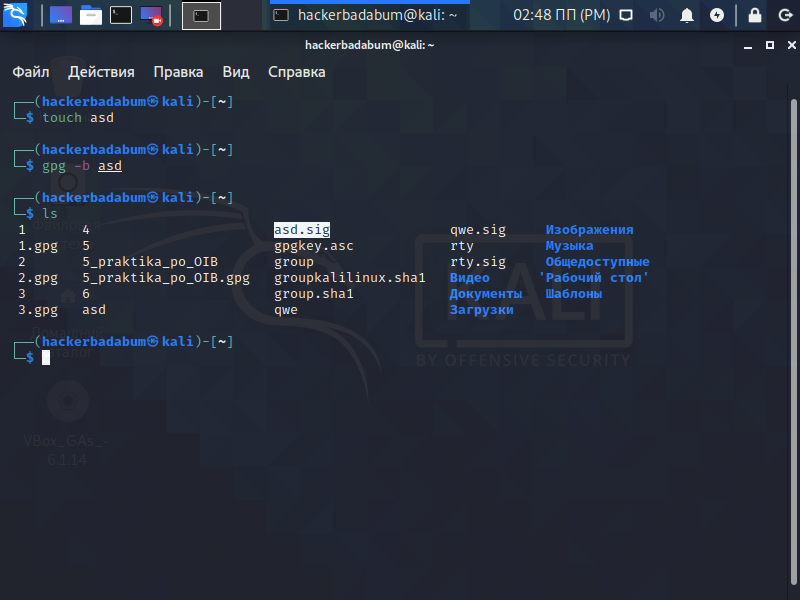 hackerbadabum@kali: ~
02:48 ПП (PM)
hackerbadabum@kali: ~
Файл Действия Правка Вид Справка
┌──(hackerbadabum㉿kali)-[~]
└─$ touch asd
┌──(hackerbadabum㉿kali)-[~]
└─$ gpg -b asd
┌──(hackerbadabum㉿kali)-[~]
└─$ ls
1 4 asd.sig qwe.sig Изображения
1.gpg 5 gpgkey.asc rty Музыка
2 5_praktika_po_OIB group rty.sig Общедоступные
2.gpg 5_praktika_po_OIB.gpg groupkalilinux.sha1 Видео 'Рабочий стол'
3 6 group.sha1 Документы Шаблоны
3.gpg asd qwe Загрузки
┌──(hackerbadabum㉿kali)-[~]
└─$
KALI
BY OFFENSIVE SECURITY
VBox_GAs_-
6.1.14